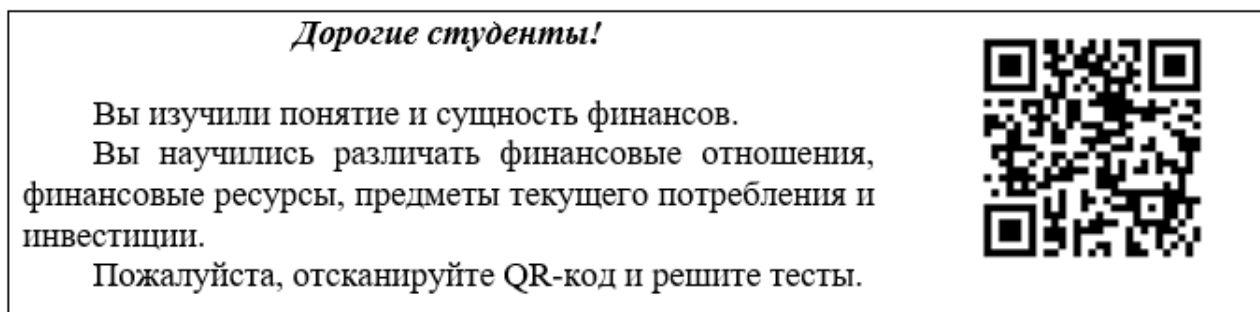 Дорогие студенты!
Вы изучили понятие и сущность финансов.
Вы научились различать финансовые отношения,
финансовые ресурсы, предметы текущего потребления и
инвестиции.
Пожалуйста, отсканируйте QR-код и решите тесты.